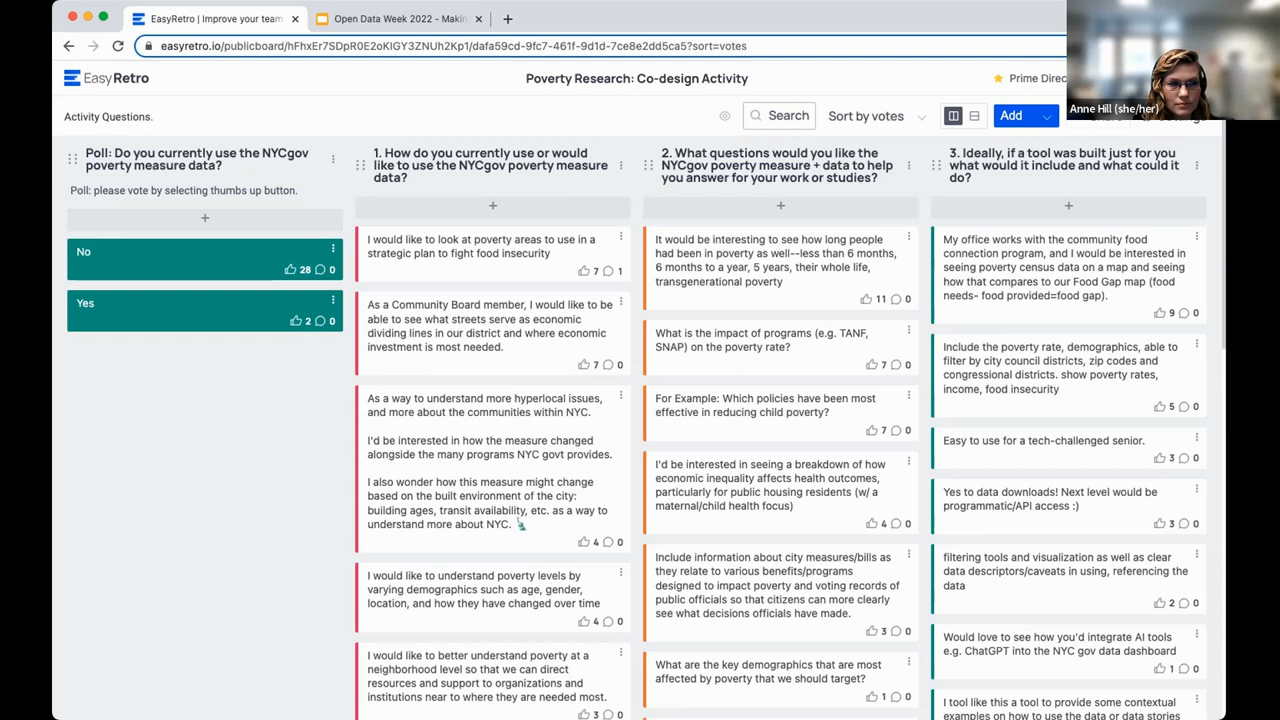 EasyRetro | Improve your team
Open Data Week 2022 - Makin
easyretro.io/publicboard/hFhxEr7SDpR0E2oKIGY3ZNUh2Kp1/dafa59cd-9fc7-461f-9d1d-7ce8e2dd5ca5?sort=votes
Anne Hill (she/her)
EasyRetro
Poverty Research: Co-design Activity
Prime Direc
Activity Questions.
Search
Sort by votes
Add
Poll: Do you currently use the NYCgov
poverty measure data?
Poll: please vote by selecting thumbs up button.
+
No
28 0
Yes
2 0
1. How do you currently use or would
like to use the NYCgov poverty measure
data?
+
I would like to look at poverty areas to use in a
strategic plan to fight food insecurity
7 1
As a Community Board member, I would like to be
able to see what streets serve as economic
dividing lines in our district and where economic
investment is most needed.
7 0
As a way to understand more hyperlocal issues,
and more about the communities within NYC.
I'd be interested in how the measure changed
alongside the many programs NYC govt provides.
I also wonder how this measure might change
based on the built environment of the city:
building ages, transit availability, etc. as a way to
understand more about NYC.
4 0
I would like to understand poverty levels by
varying demographics such as age, gender,
location, and how they have changed over time
4 0
I would like to better understand poverty at a
neighborhood level so that we can direct
resources and support to organizations and
institutions near to where they are needed most.
3 0
2. What questions would you like the
NYCgov poverty measure + data to help
you answer for your work or studies?
+
It would be interesting to see how long people
had been in poverty as well--less than 6 months,
6 months to a year, 5 years, their whole life,
transgenerational poverty
11 0
What is the impact of programs (e.g. TANF,
SNAP) on the poverty rate?
7 0
For Example: Which policies have been most
effective in reducing child poverty?
7 0
I'd be interested in seeing a breakdown of how
economic inequality affects health outcomes,
particularly for public housing residents (w/ a
maternal/child health focus)
4 0
Include information about city measures/bills as
they relate to various benefits/programs
designed to impact poverty and voting records of
public officials so that citizens can more clearly
see what decisions officials have made.
3 0
What are the key demographics that are most
affected by poverty that we should target?
1 0
3. Ideally, if a tool was built just for you
what would it include and what could it
do?
+
My office works with the community food
connection program, and I would be interested in
seeing poverty census data on a map and seeing
how that compares to our Food Gap map (food
needs- food provided=food gap).
9 0
Include the poverty rate, demographics, able to
filter by city council districts, zip codes and
congressional districts. show poverty rates,
income, food insecurity
5 0
Easy to use for a tech-challenged senior.
3 0
Yes to data downloads! Next level would be
programmatic/API access :)
3 0
filtering tools and visualization as well as clear
data descriptors/caveats in using, referencing the
data
2 0
Would love to see how you'd integrate AI tools
e.g. ChatGPT into the NYC gov data dashboard
1 0
I tool like this a tool to provide some contextual
examples on how to use the data or data stories